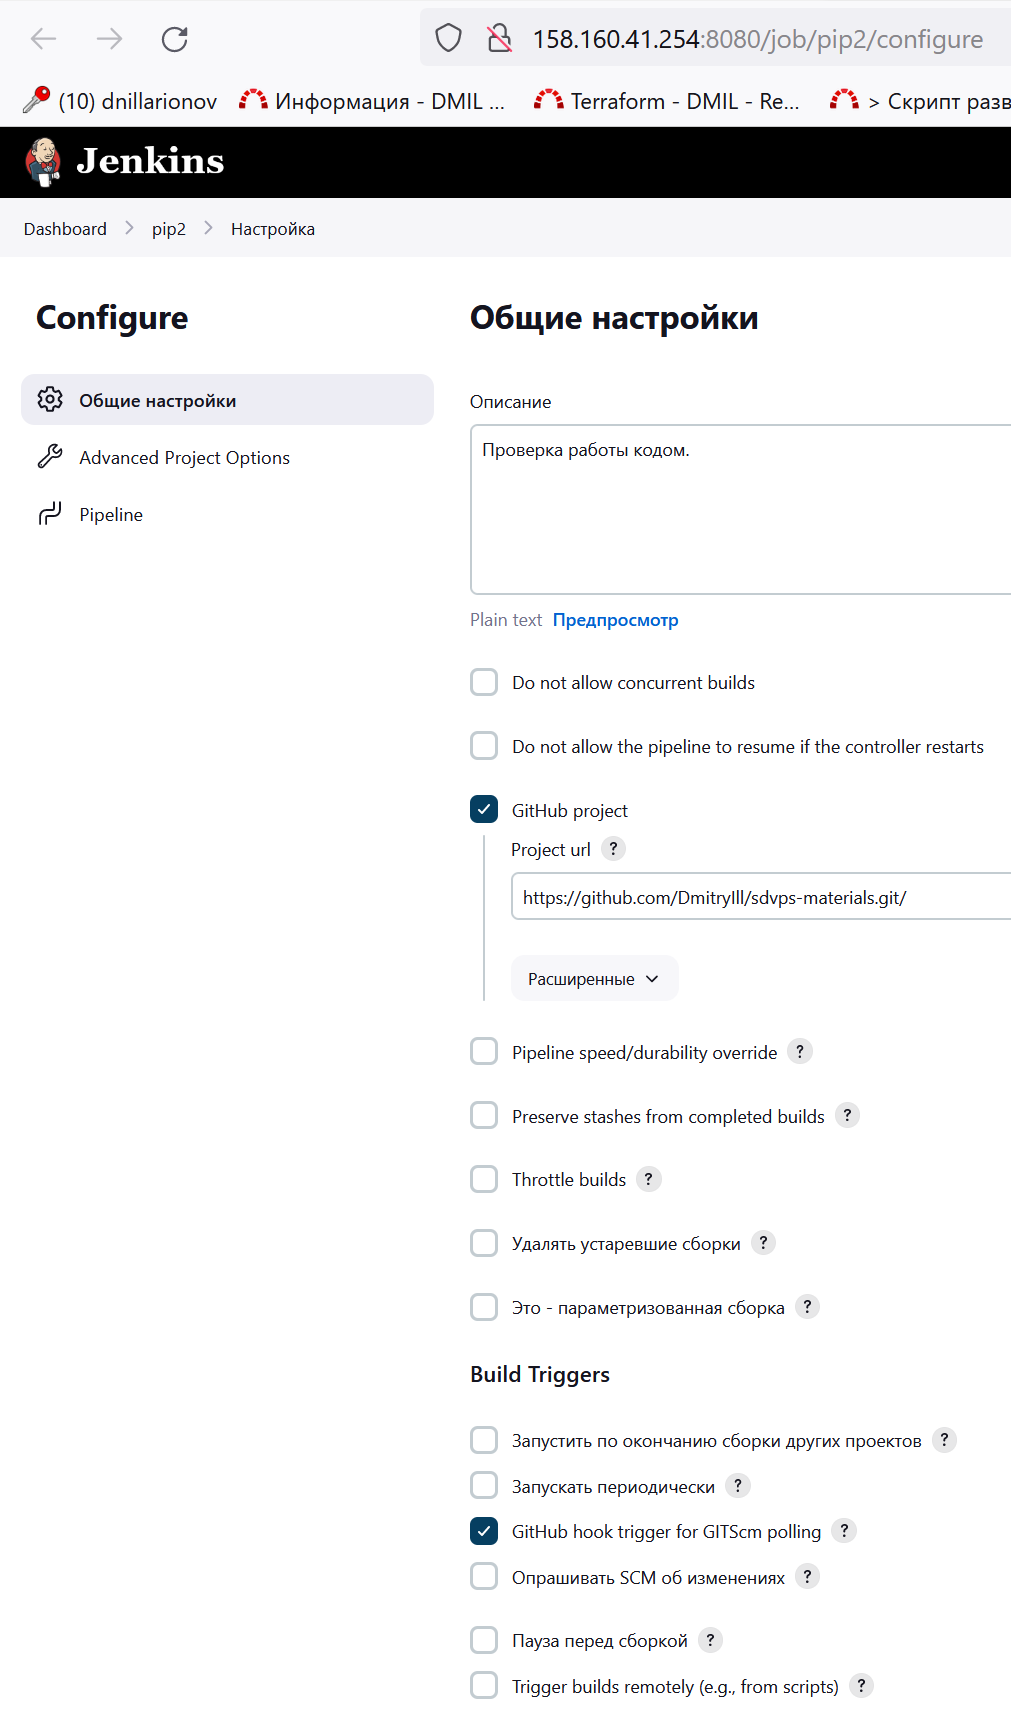 158.160.41.254:8080/job/pip2/configure
(10) dnillarionov
Информация - DMIL ...
Terraform - DMIL - Re...
> Скрипт разв
Jenkins
Dashboard
pip2
Настройка
Configure
Общие настройки
Advanced Project Options
Pipeline
Общие настройки
Описание
Проверка работы кодом.
Plain text Предпросмотр
Do not allow concurrent builds
Do not allow the pipeline to resume if the controller restarts
GitHub project
Project url ?
https://github.com/DmitryIll/sdvps-materials.git/
Расширенные
Pipeline speed/durability override ?
Preserve stashes from completed builds ?
Throttle builds ?
Удалять устаревшие сборки ?
Это - параметризованная сборка ?
Build Triggers
Запустить по окончанию сборки других проектов ?
Запускать периодически ?
GitHub hook trigger for GITScm polling ?
Опрашивать SCM об изменениях ?
Пауза перед сборкой ?
Trigger builds remotely (e.g., from scripts) ?